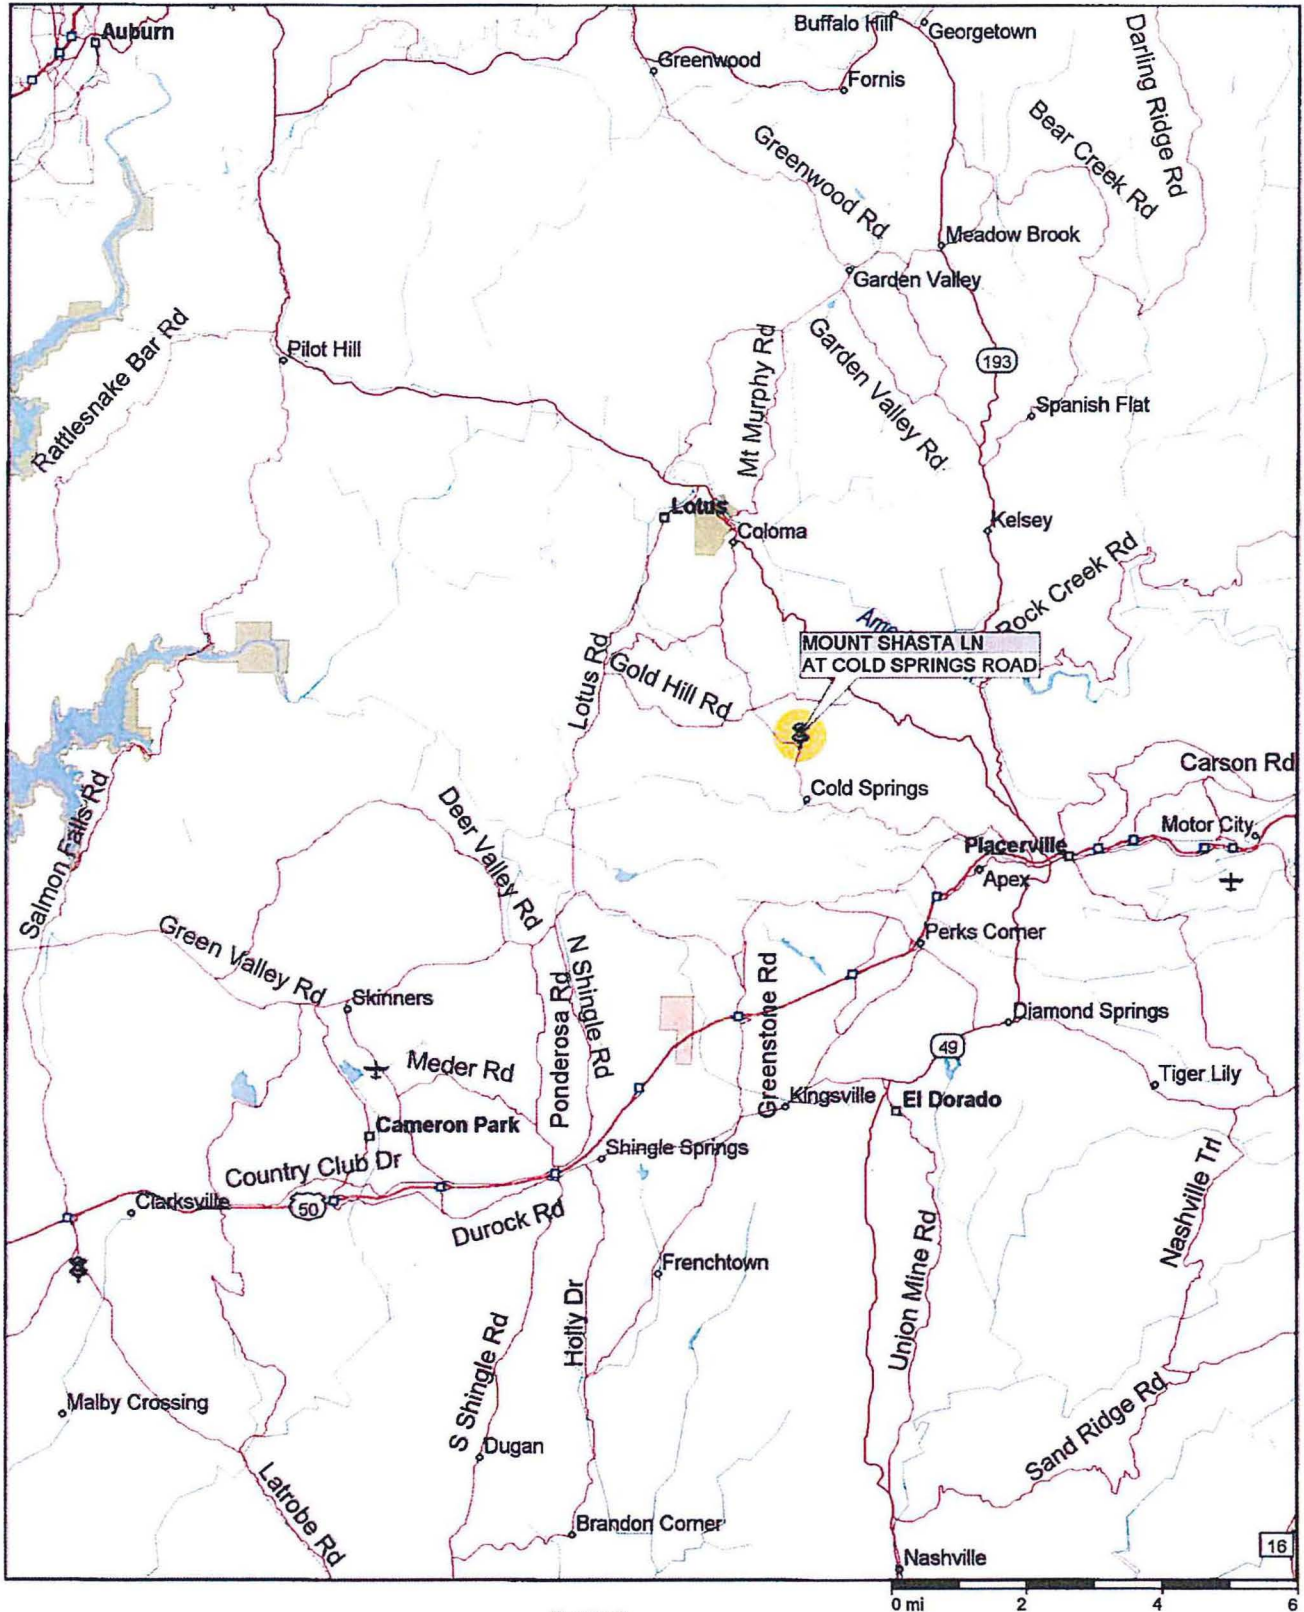 Auburn
Buffalo Hill
Georgetown
Darling Ridge Rd
Greenwood
Fornis
Bear Creek Rd
Greenwood Rd
Meadow Brook
Garden Valley
Rattlesnake Bar Rd
Pilot Hill
Mt Murphy Rd
Garden Valley Rd
193
Spanish Flat
Lotus
Coloma
Kelsey
Rock Creek Rd
Ame
MOUNT SHASTA LN
AT COLD SPRINGS ROAD
Lotus Rd
Gold Hill Rd
Carson Rd
Cold Springs
Salmon Falls Rd
Deer Valley Rd
Motor City
Placerville
Apex
Green Valley Rd
Perks Corner
N Shingle Rd
Ponderosa Rd
Greenstone Rd
Skinners
Diamond Springs
49
Meder Rd
Tiger Lily
Kingsville
El Dorado
Cameron Park
Shingle Springs
Country Club Dr
Nashville Trl
Clarksville
50
Durock Rd
Union Mine Rd
Frenchtown
Holly Dr
S Shingle Rd
Malby Crossing
Sand Ridge Rd
Dugan
Latrobe Rd
Brandon Corner
16
Nashville
0 mi 2 4 6